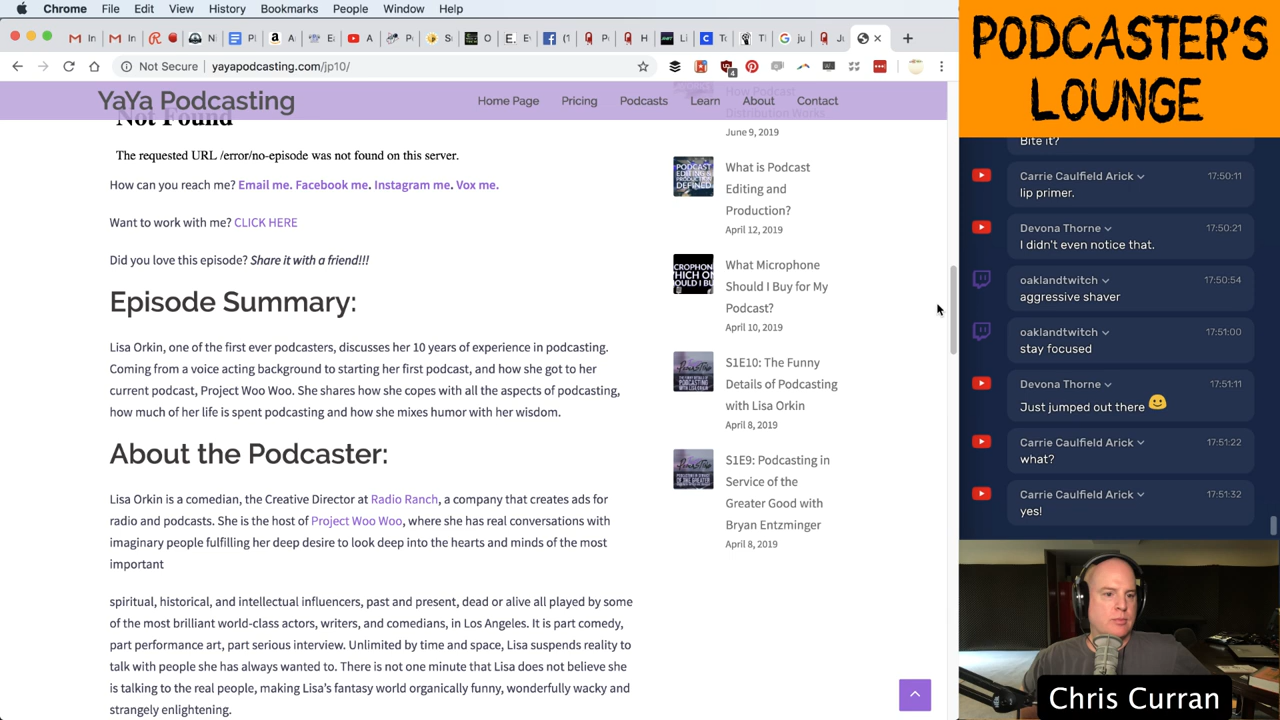 Chrome File Edit View History Bookmarks People Window Help
Not Secure yayapodcasting.com/jp10/
YaYa Podcasting
Home Page Pricing Podcasts Learn About Contact
Not Found
The requested URL /error/no-episode was not found on this server.
How can you reach me? Email me. Facebook me. Instagram me. Vox me.
Want to work with me? CLICK HERE
Did you love this episode? Share it with a friend!!!
Episode Summary:
Lisa Orkin, one of the first ever podcasters, discusses her 10 years of experience in podcasting.
Coming from a voice acting background to starting her first podcast, and how she got to her
current podcast, Project Woo Woo. She shares how she copes with all the aspects of podcasting,
how much of her life is spent podcasting and how she mixes humor with her wisdom.
About the Podcaster:
Lisa Orkin is a comedian, the Creative Director at Radio Ranch, a company that creates ads for
radio and podcasts. She is the host of Project Woo Woo, where she has real conversations with
imaginary people fulfilling her deep desire to look deep into the hearts and minds of the most
important
spiritual, historical, and intellectual influencers, past and present, dead or alive all played by some
of the most brilliant world-class actors, writers, and comedians, in Los Angeles. It is part comedy,
part performance art, part serious interview. Unlimited by time and space, Lisa suspends reality to
talk with people she has always wanted to. There is not one minute that Lisa does not believe she
is talking to the real people, making Lisa's fantasy world organically funny, wonderfully wacky and
strangely enlightening.
How Podcast
Distribution Works
June 9, 2019
What is Podcast
Editing and
Production?
April 12, 2019
What Microphone
Should I Buy for My
Podcast?
April 10, 2019
S1E10: The Funny
Details of Podcasting
with Lisa Orkin
April 8, 2019
S1E9: Podcasting in
Service of the
Greater Good with
Bryan Entzminger
April 8, 2019
PODCASTER'S
LOUNGE
Bite it?
Carrie Caulfield Arick 17:50:11
lip primer.
Devona Thorne 17:50:21
I didn't even notice that.
oaklandtwitch 17:50:54
aggressive shaver
oaklandtwitch 17:51:00
stay focused
Devona Thorne 17:51:11
Just jumped out there
Carrie Caulfield Arick 17:51:22
what?
Carrie Caulfield Arick 17:51:32
yes!
Chris Curran